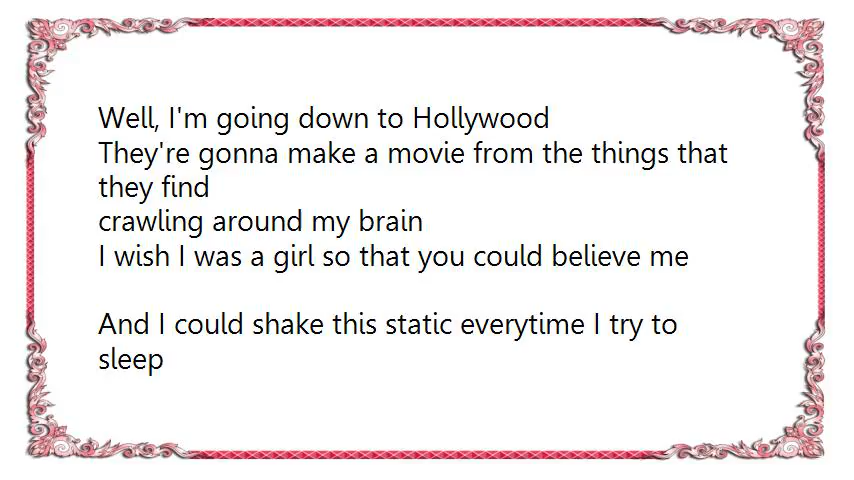 Well, I'm going down to Hollywood
They're gonna make a movie from the things that
they find
crawling around my brain
I wish I was a girl so that you could believe me
And I could shake this static everytime I try to
sleep